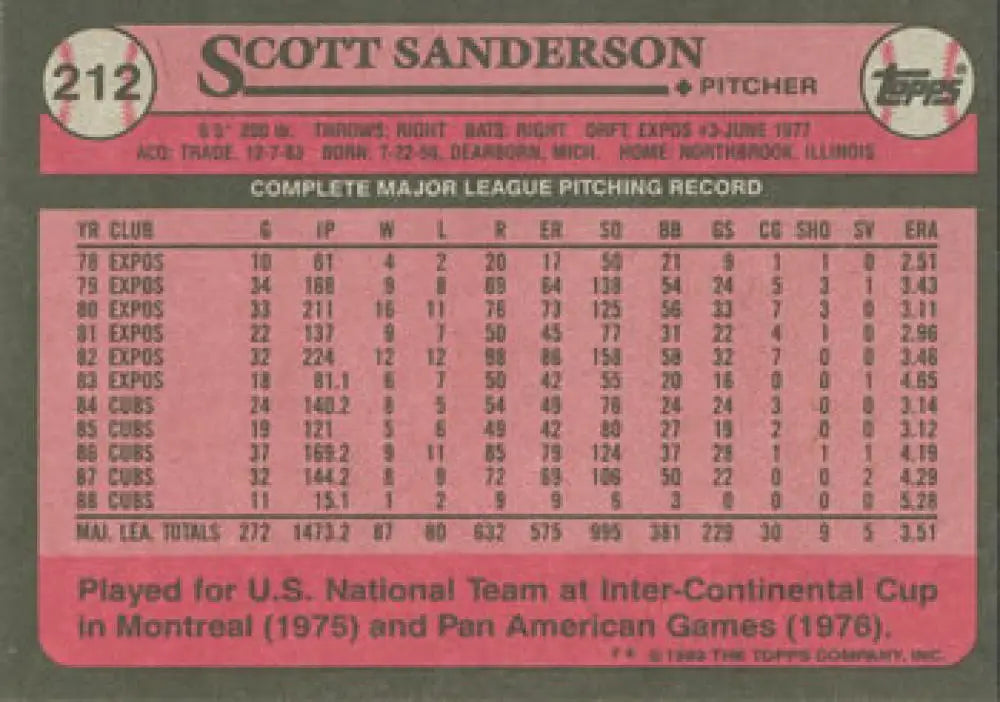 212
SCOTT SANDERSON
PITCHER
topps®
6'5" 200 lb. THROWS: RIGHT BATS: RIGHT DRFT: EXPOS #3-JUNE 1977
ACQ: TRADE, 12-7-83 BORN: 7-22-56, DEARBORN, MICH. HOME: NORTHBROOK, ILLINOIS
COMPLETE MAJOR LEAGUE PITCHING RECORD
YR CLUB G IP W L R ER SO BB GS CG SHO SV ERA
78 EXPOS 10 61 4 2 20 17 50 21 9 1 1 0 2.51
79 EXPOS 34 168 9 8 69 64 138 54 24 5 3 1 3.43
80 EXPOS 33 211 16 11 76 73 125 56 33 7 3 0 3.11
81 EXPOS 22 137 9 7 50 45 77 31 22 4 1 0 2.96
82 EXPOS 32 224 12 12 98 86 158 58 32 7 0 0 3.46
83 EXPOS 18 81.1 6 7 50 42 55 20 16 0 0 1 4.65
84 CUBS 24 140.2 8 5 54 49 76 24 24 3 0 0 3.14
85 CUBS 19 121 5 6 49 42 80 27 19 2 0 0 3.12
86 CUBS 37 169.2 9 11 85 79 124 37 28 1 1 1 4.19
87 CUBS 32 144.2 8 9 72 69 106 50 22 0 0 2 4.29
88 CUBS 11 15.1 1 2 9 9 6 3 0 0 0 0 5.28
MAJ. LEA. TOTALS 272 1473.2 87 80 632 575 995 381 229 30 9 5 3.51
Played for U.S. National Team at Inter-Continental Cup
in Montreal (1975) and Pan American Games (1976).
© 1989 THE TOPPS COMPANY, INC.